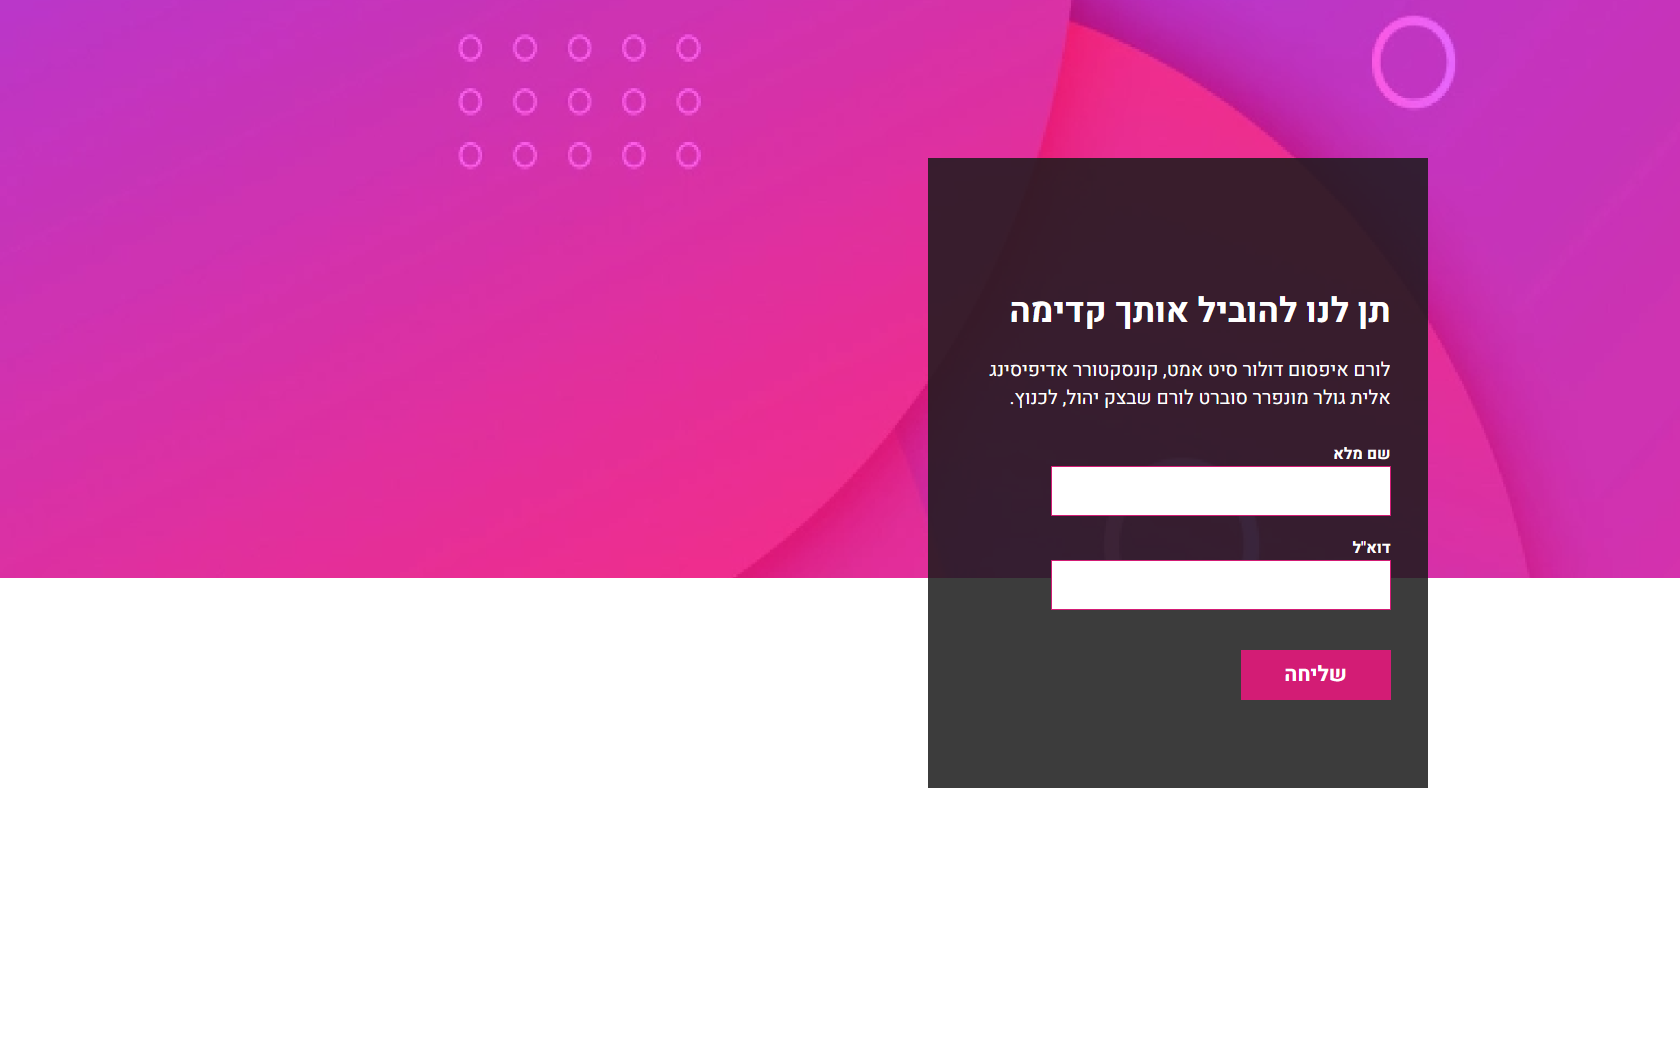 תן לנו להוביל אותך קדימה
לורם איפסום דולור סיט אמט, קונסקטורר אדיפיסינג
אלית גולר מונפרר סוברט לורם שבצק יהול, לכנוץ.
שם מלא
דוא"ל
שליחה